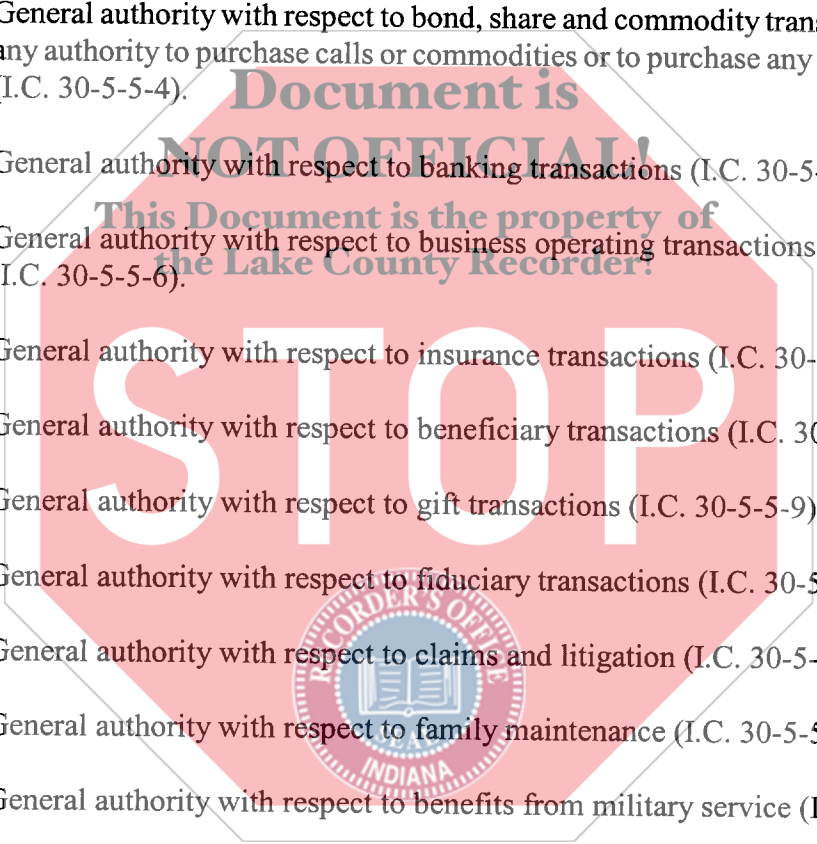 General authority with respect to bond, share and commodity trans
any authority to purchase calls or commodities or to purchase any
(I.C. 30-5-5-4).
Document is
NOT OFFICIAL!
General authority with respect to banking transactions (I.C. 30-5-
This Document is the property of
General authority with respect to business operating transactions
the Lake County Recorder!
I.C. 30-5-5-6).
General authority with respect to insurance transactions (I.C. 30-
STOP
General authority with respect to beneficiary transactions (I.C. 30
General authority with respect to gift transactions (I.C. 30-5-5-9)
General authority with respect to fiduciary transactions (I.C. 30-5
RECORDER'S OFFICE
General authority with respect to claims and litigation (I.C. 30-5-
General authority with respect to family maintenance (I.C. 30-5-5
SEAL
INDIANA
General authority with respect to benefits from military service (I